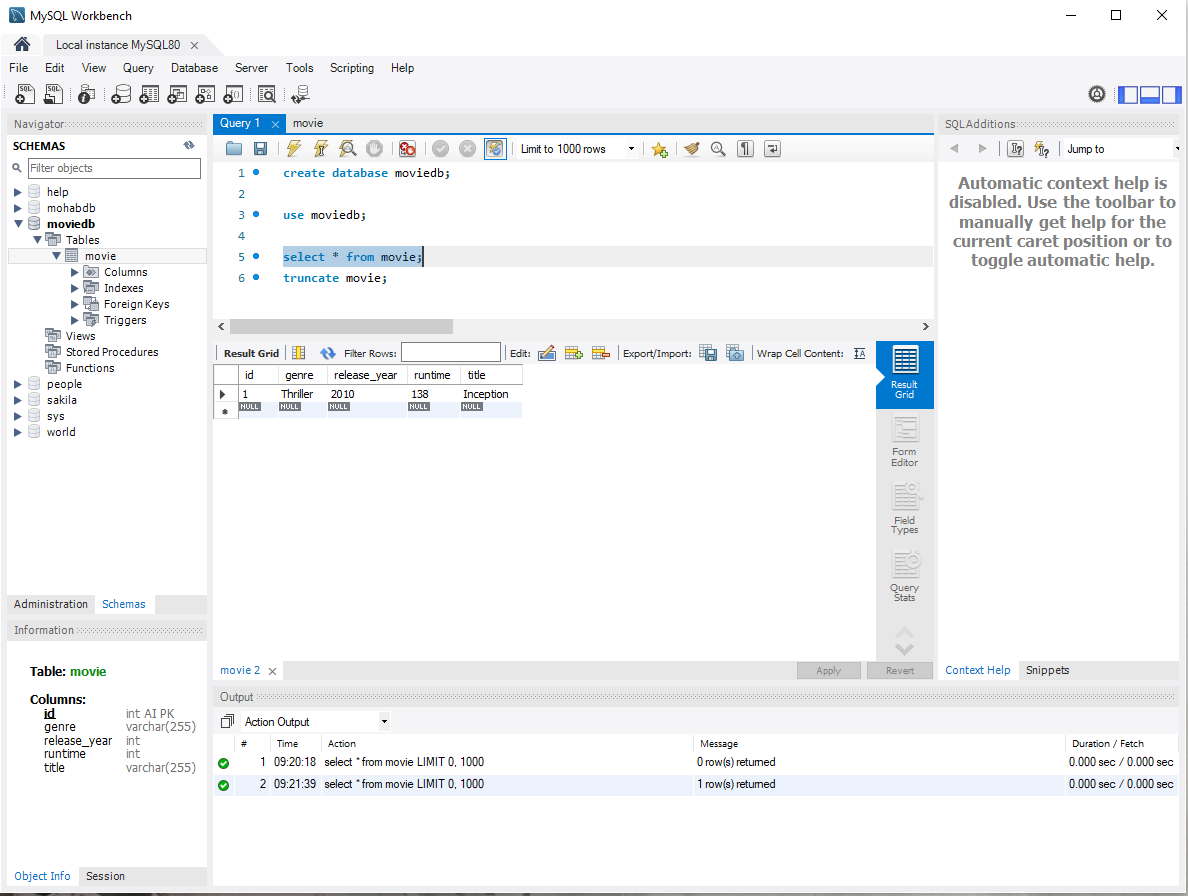 MySQL Workbench
Local instance MySQL80
File Edit View Query Database Server Tools Scripting Help
Navigator
SCHEMAS
Filter objects
help
mohabdb
moviedb
Tables
movie
Columns
Indexes
Foreign Keys
Triggers
Views
Stored Procedures
Functions
people
sakila
sys
world
Administration Schemas
Information
Table: movie
Columns:
id int AI PK
genre varchar(255)
release_year int
runtime int
title varchar(255)
Object Info Session
Query 1 movie
Limit to 1000 rows
1 create database moviedb;
2
3 use moviedb;
4
5 select * from movie;
6 truncate movie;
Result Grid Filter Rows: Edit: Export/Import: Wrap Cell Content:
id genre release_year runtime title
1 Thriller 2010 138 Inception
NULL NULL NULL NULL NULL
Result
Grid
Form
Editor
Field
Types
Query
Stats
movie 2 Apply Revert
SQLAdditions
Jump to
Automatic context help is
disabled. Use the toolbar to
manually get help for the
current caret position or to
toggle automatic help.
Context Help Snippets
Output
Action Output
# Time Action Message Duration / Fetch
1 09:20:18 select * from movie LIMIT 0, 1000 0 row(s) returned 0.000 sec / 0.000 sec
2 09:21:39 select * from movie LIMIT 0, 1000 1 row(s) returned 0.000 sec / 0.000 sec